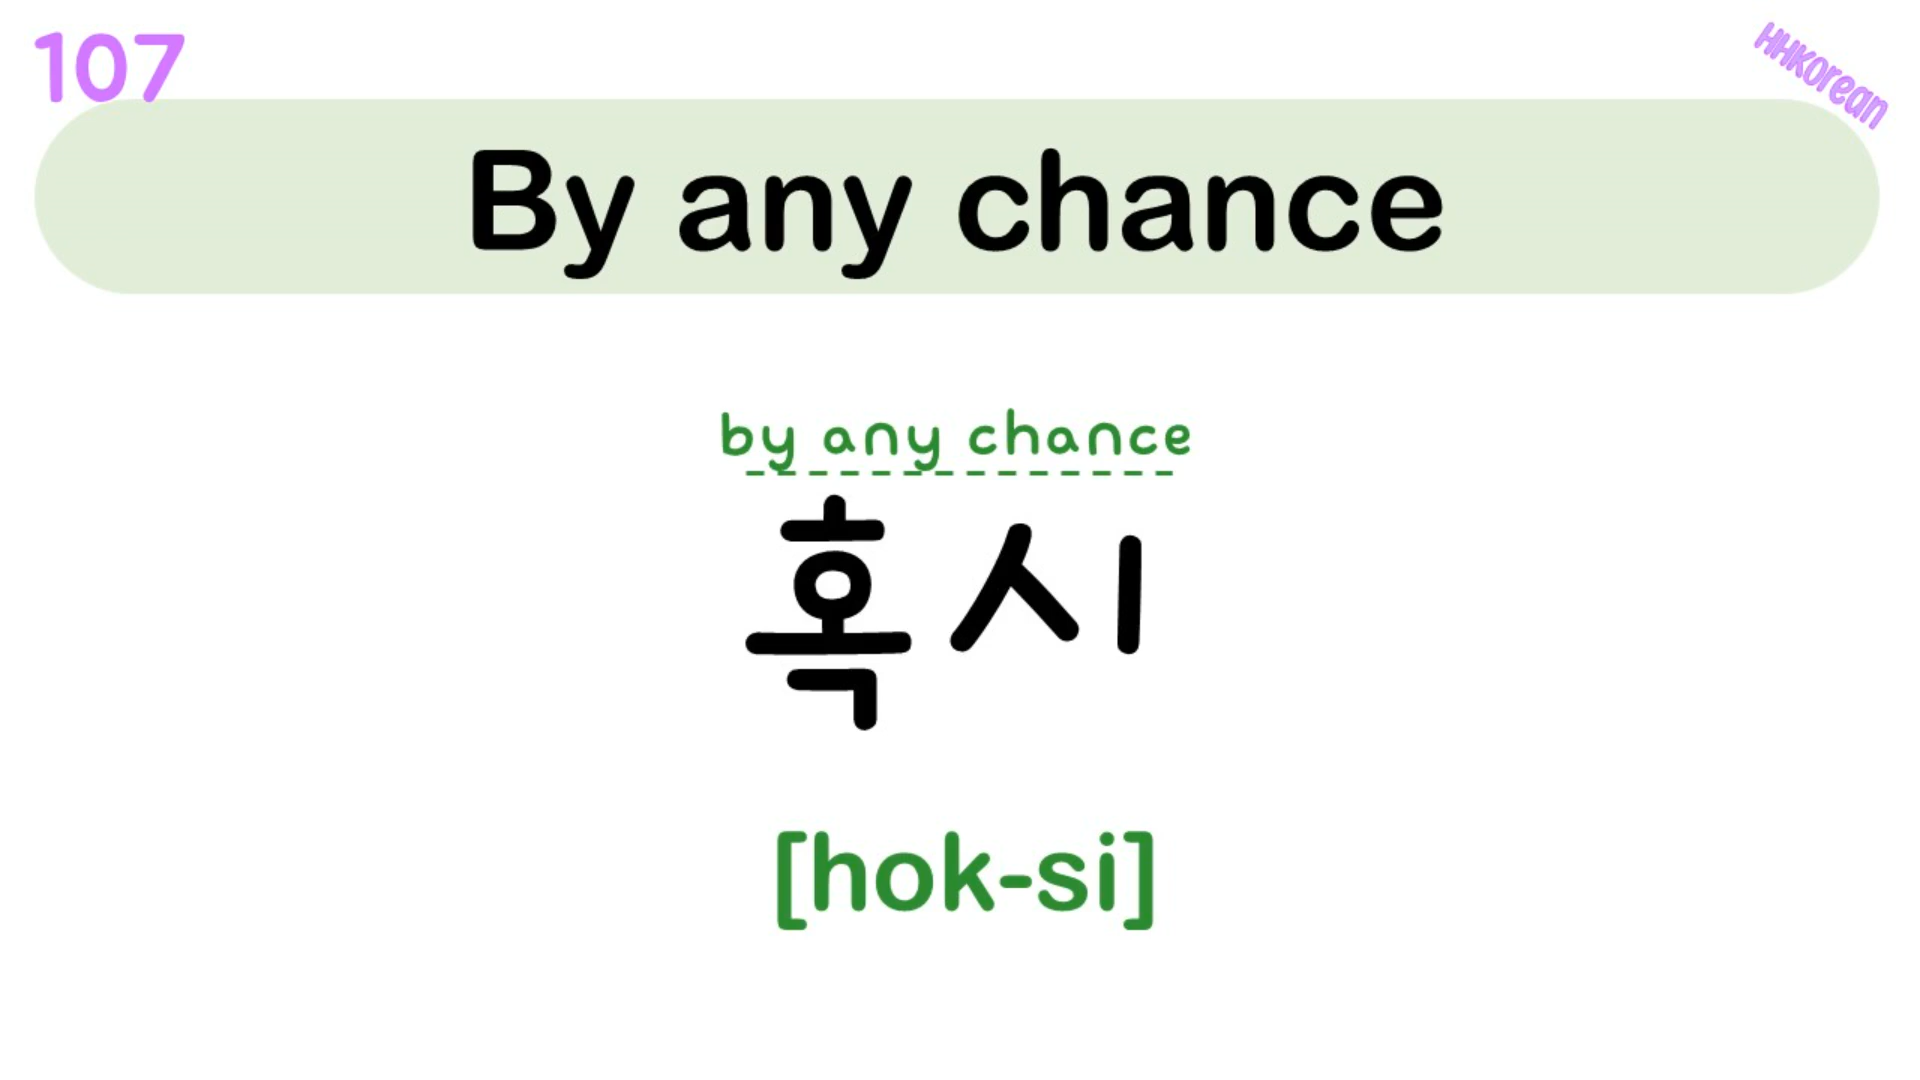 107
HHKorean
By any chance
by any chance
혹시
[hok-si]